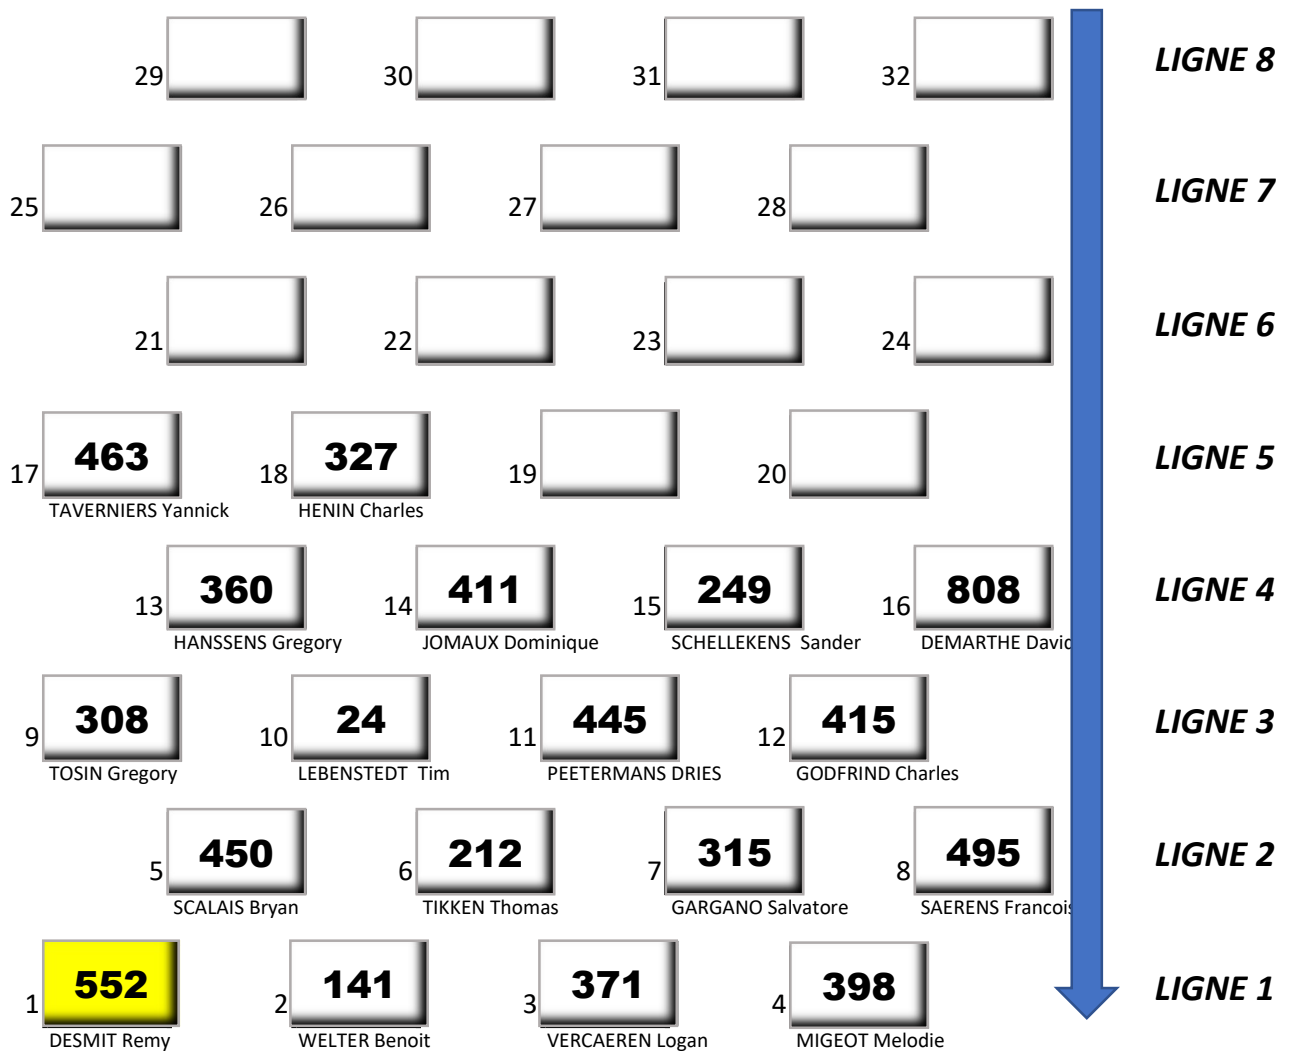 29 30 31 32 LIGNE 8
25 26 27 28 LIGNE 7
21 22 23 24 LIGNE 6
17 463 18 327 19 20 LIGNE 5
TAVERNIERS Yannick HENIN Charles
13 360 14 411 15 249 16 808 LIGNE 4
HANSSENS Gregory JOMAUX Dominique SCHELLEKENS Sander DEMARTHE David
9 308 10 24 11 445 12 415 LIGNE 3
TOSIN Gregory LEBENSTEDT Tim PEETERMANS DRIES GODFRIND Charles
5 450 6 212 7 315 8 495 LIGNE 2
SCALAIS Bryan TIKKEN Thomas GARGANO Salvatore SAERENS Francois
1 552 2 141 3 371 4 398 LIGNE 1
DESMIT Remy WELTER Benoit VERCAEREN Logan MIGEOT Melodie